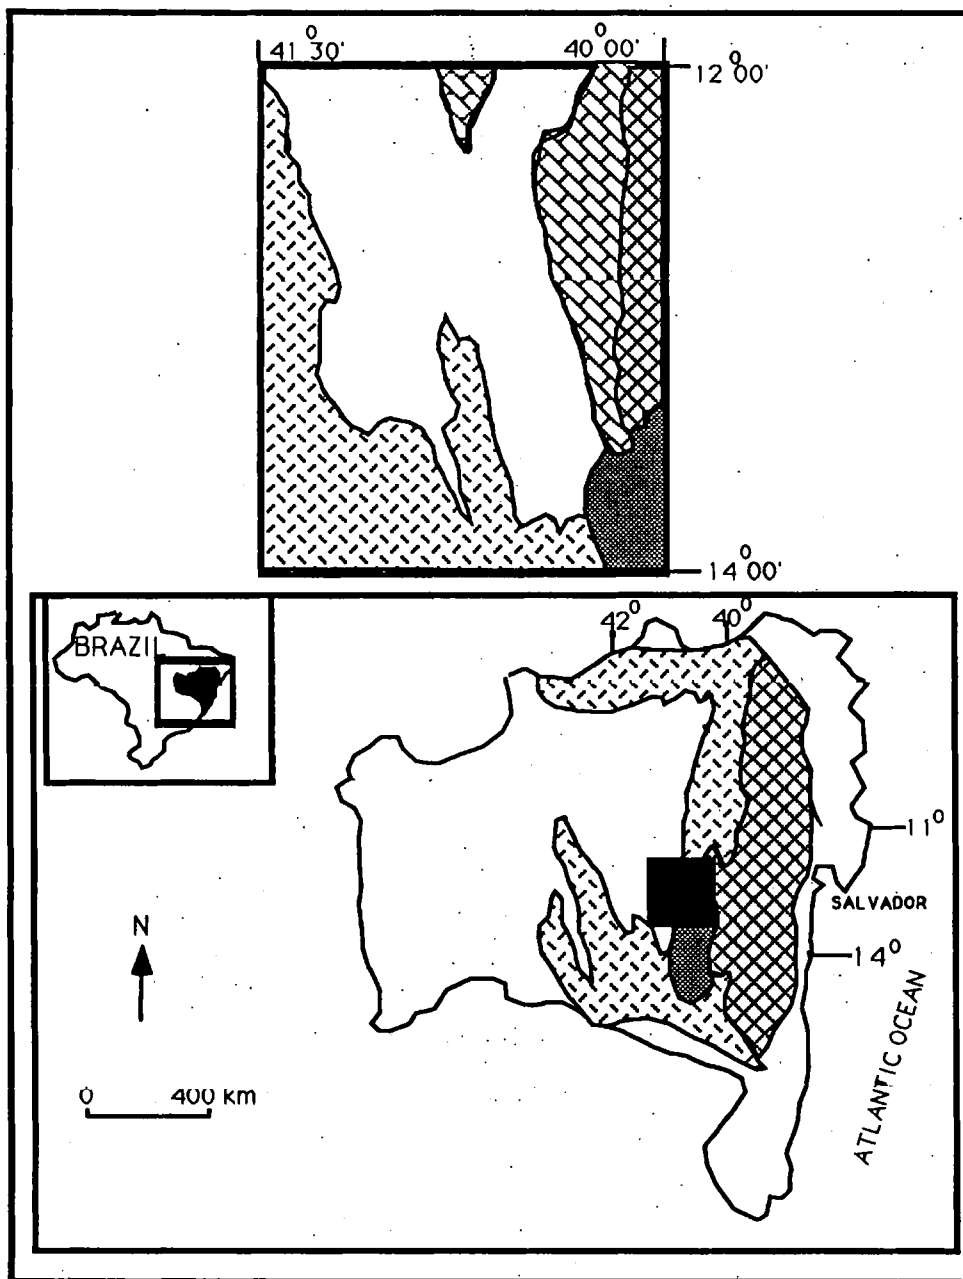 41°30' 40°00'
12°00'
14°00'
42° 40°
BRAZIL
11°
SALVADOR
N
14°
ATLANTIC OCEAN
0 400 km